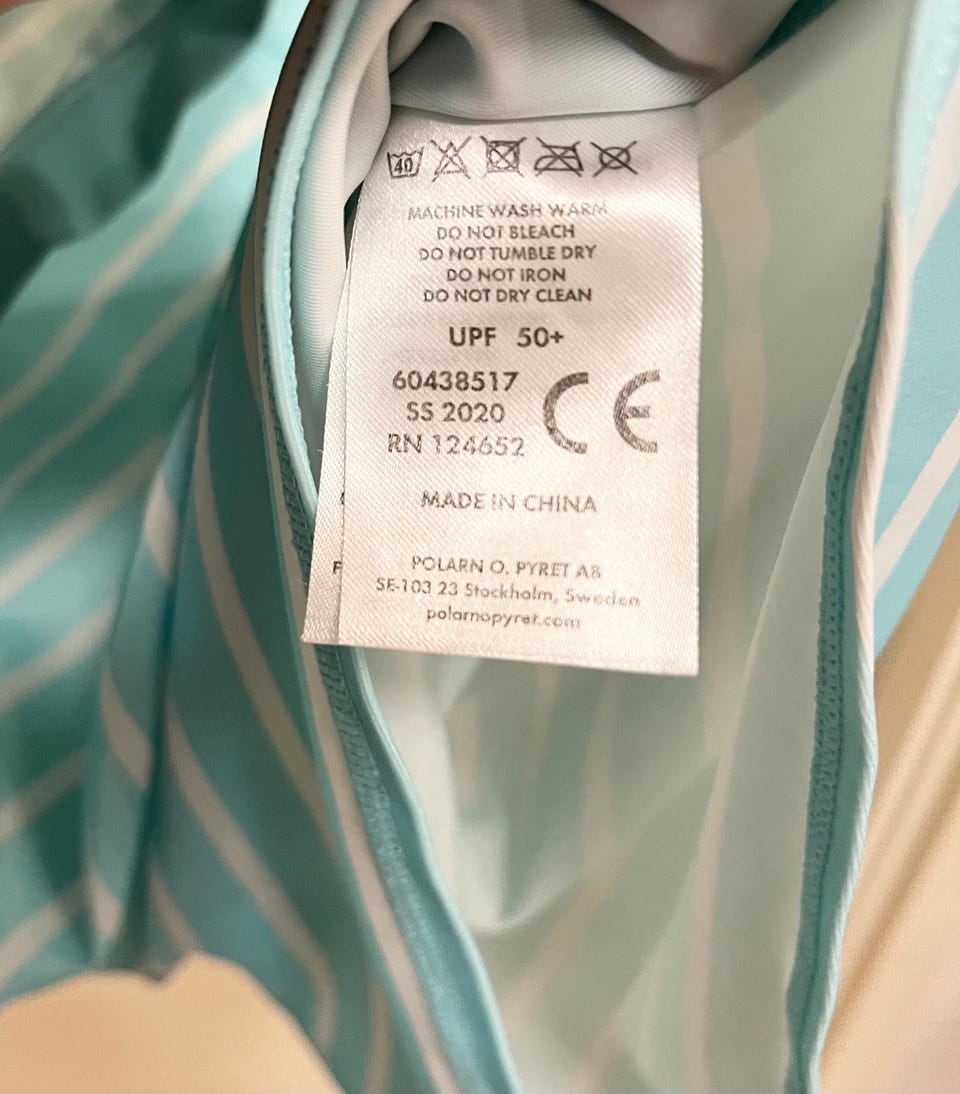 40
MACHINE WASH WARM
DO NOT BLEACH
DO NOT TUMBLE DRY
DO NOT IRON
DO NOT DRY CLEAN
UPF 50+
60438517
SS 2020
RN 124652
CE
MADE IN CHINA
POLARN O. PYRET AB
SE-103 23 Stockholm, Sweden
polarnopyret.com